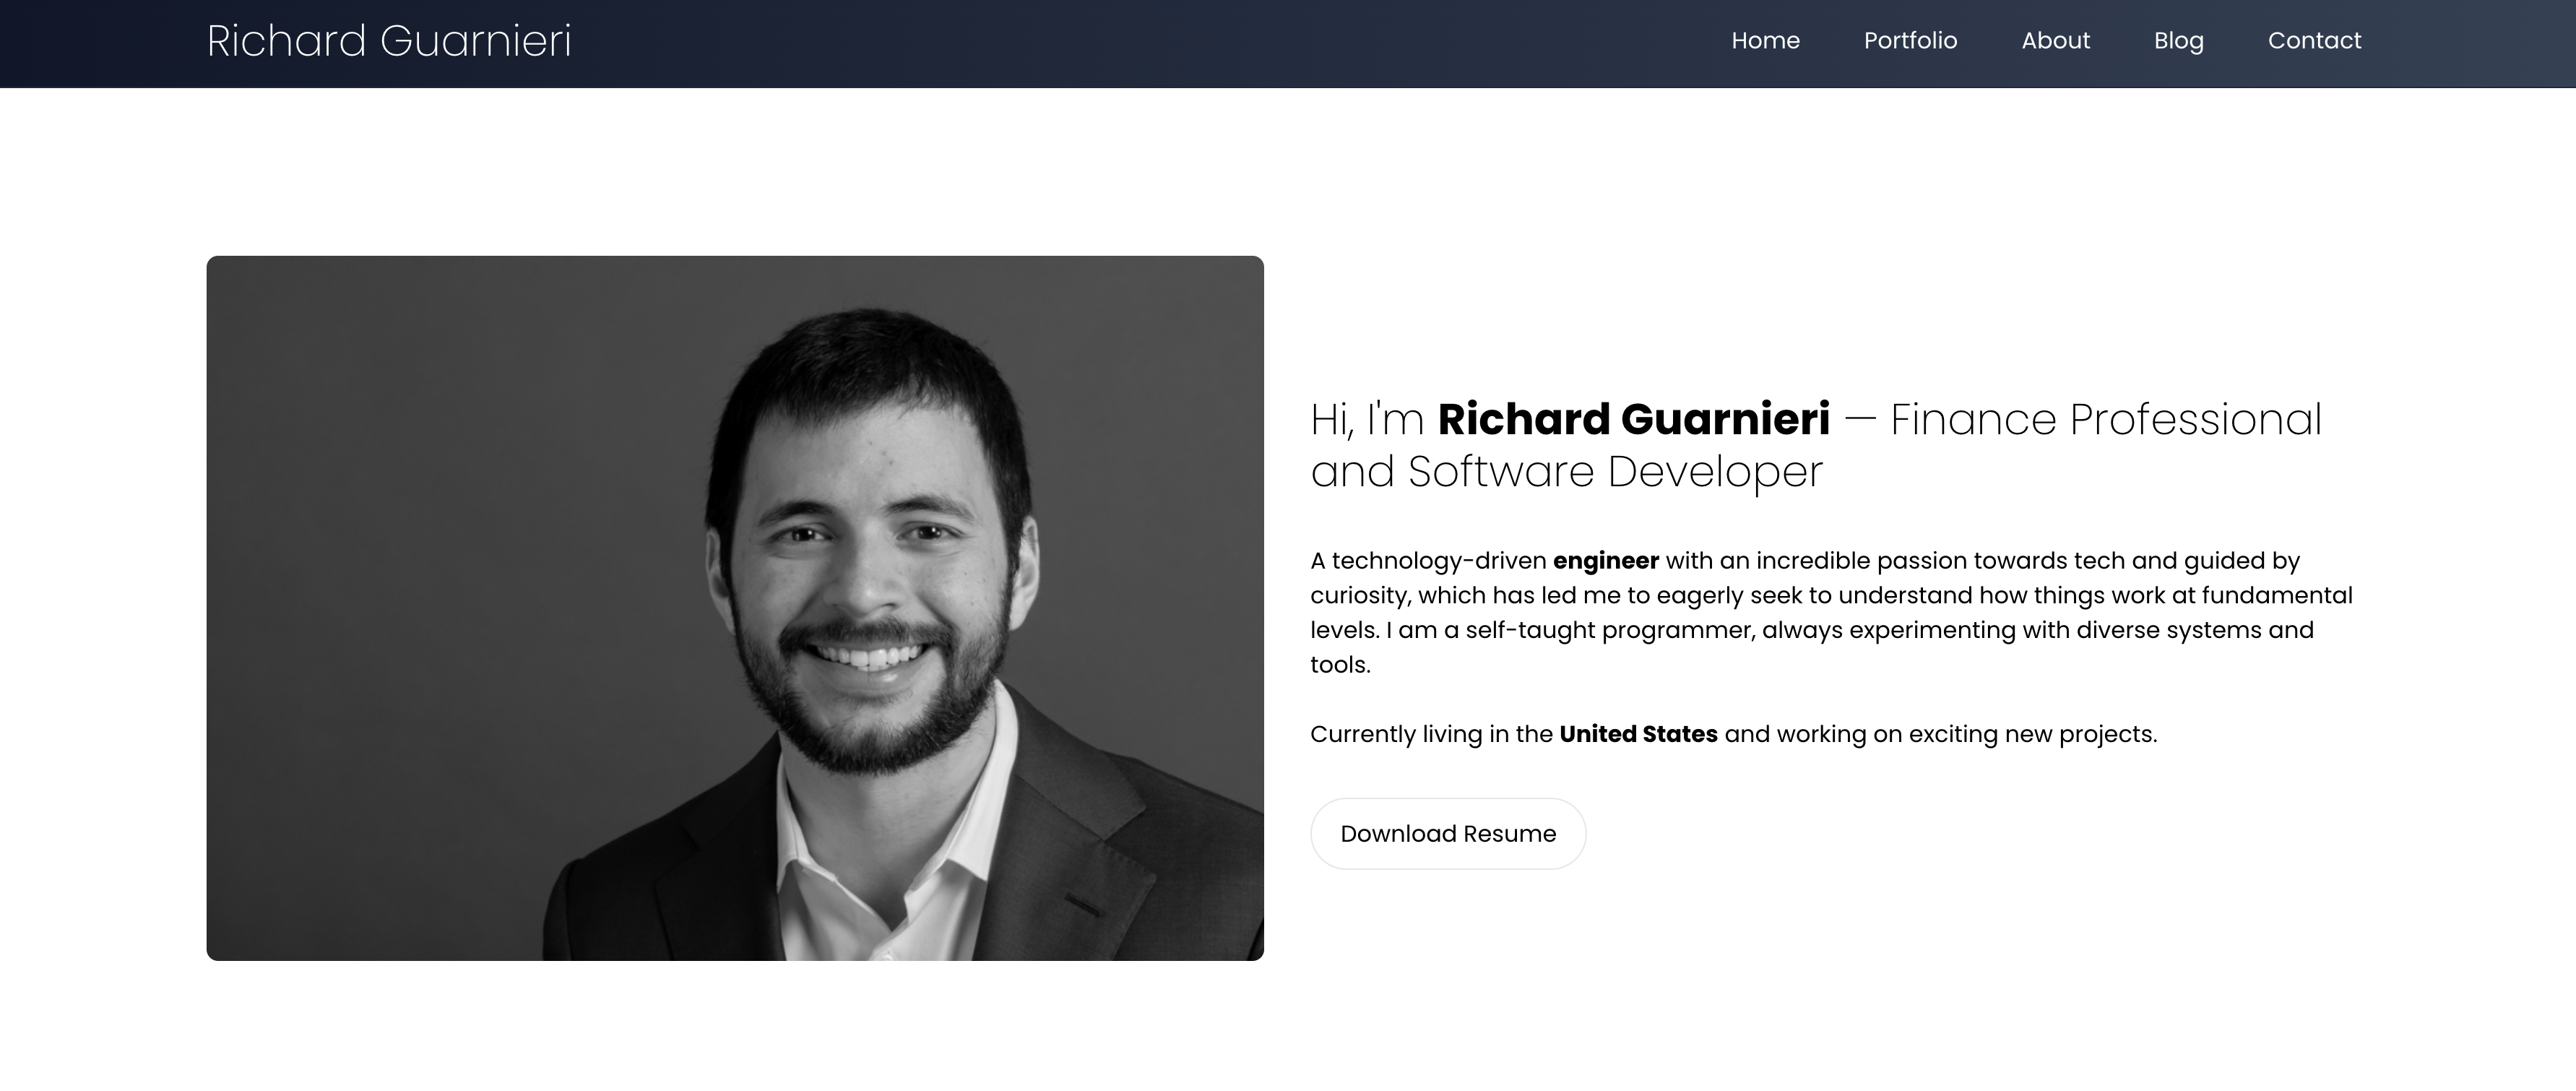 Richard Guarnieri
Home Portfolio About Blog Contact
Hi, I'm Richard Guarnieri — Finance Professional
and Software Developer
A technology-driven engineer with an incredible passion towards tech and guided by
curiosity, which has led me to eagerly seek to understand how things work at fundamental
levels. I am a self-taught programmer, always experimenting with diverse systems and
tools.
Currently living in the United States and working on exciting new projects.
Download Resume